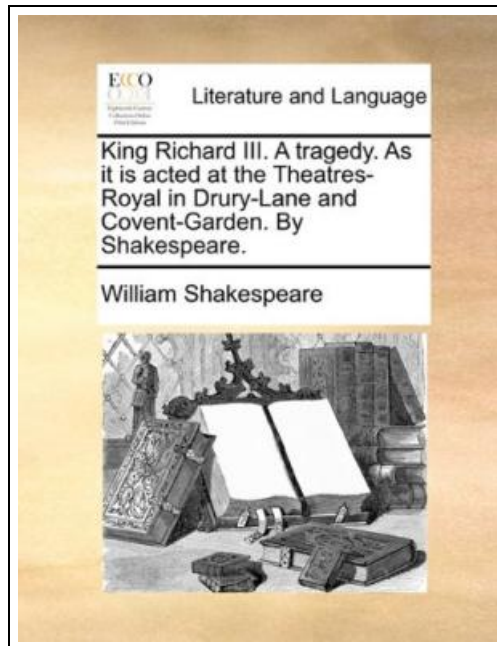 ECCO
Literature and Language
King Richard III. A tragedy. As
it is acted at the Theatres-
Royal in Drury-Lane and
Covent-Garden. By
Shakespeare.
William Shakespeare